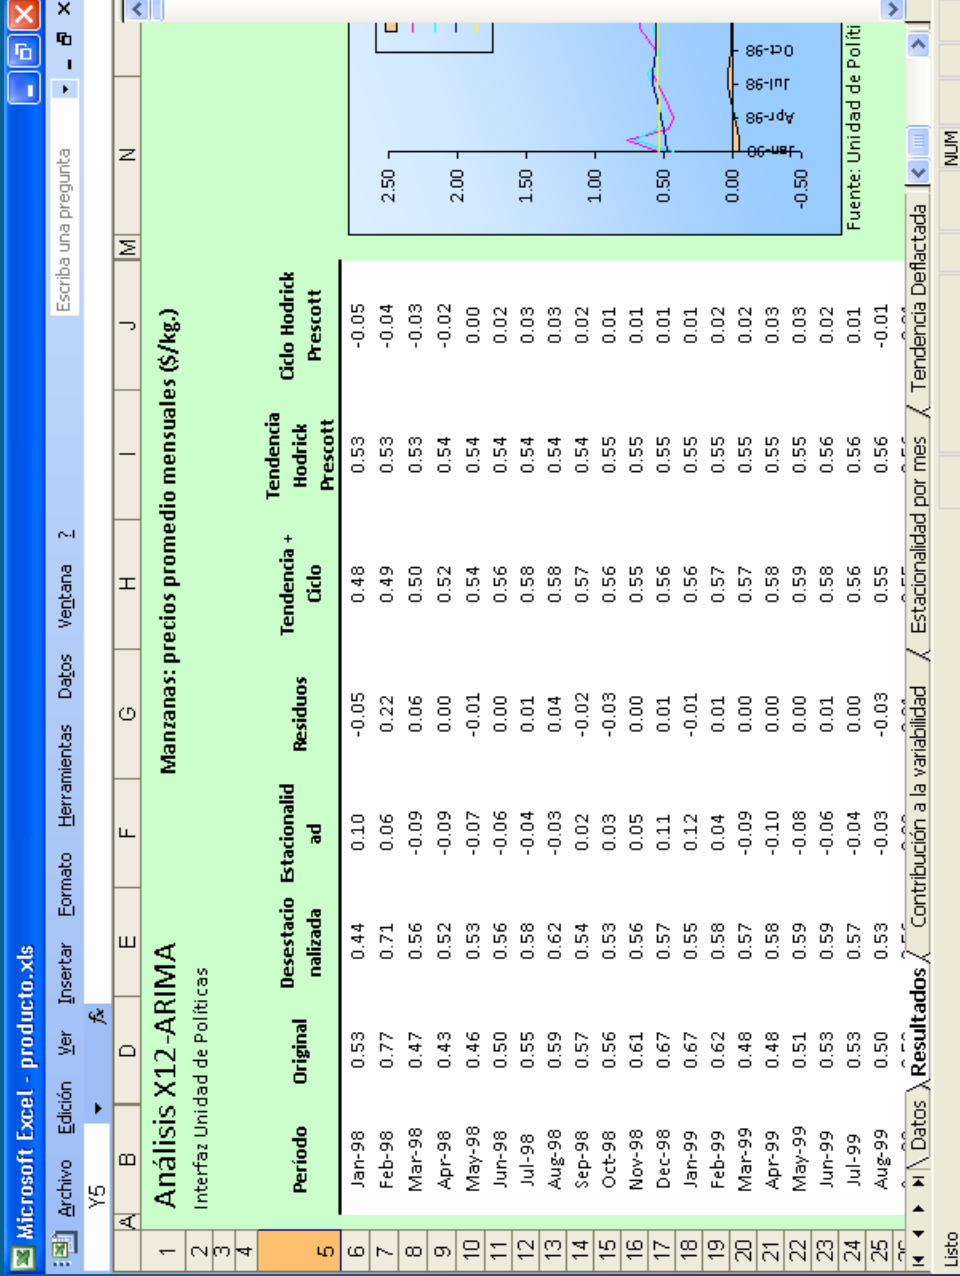 Microsoft Excel - producto.xls
Archivo Edición Ver Insertar Formato Herramientas Datos Ventana ? Escriba una pregunta
Y5 fx
A B D E F G H I J M N
1 Análisis X12-ARIMA Manzanas: precios promedio mensuales ($/kg.)
2 Interfaz Unidad de Políticas
3
4
5 Período Original Desestacionalizada Estacionalidad Residuos Tendencia + Ciclo Tendencia Hodrick Prescott Ciclo Hodrick Prescott
6 Jan-98 0.53 0.44 0.10 -0.05 0.48 0.53 -0.05
7 Feb-98 0.77 0.71 0.06 0.22 0.49 0.53 -0.04
8 Mar-98 0.47 0.56 -0.09 0.06 0.50 0.53 -0.03
9 Apr-98 0.43 0.52 -0.09 0.00 0.52 0.54 -0.02
10 May-98 0.46 0.53 -0.07 -0.01 0.54 0.54 0.00
11 Jun-98 0.50 0.56 -0.06 0.00 0.56 0.54 0.02
12 Jul-98 0.55 0.58 -0.04 0.01 0.58 0.54 0.03
13 Aug-98 0.59 0.62 -0.03 0.04 0.58 0.54 0.03
14 Sep-98 0.57 0.54 0.02 -0.02 0.57 0.54 0.02
15 Oct-98 0.56 0.53 0.03 -0.03 0.56 0.55 0.01
16 Nov-98 0.61 0.56 0.05 0.00 0.55 0.55 0.01
17 Dec-98 0.67 0.57 0.11 0.01 0.56 0.55 0.01
18 Jan-99 0.67 0.55 0.12 -0.01 0.56 0.55 0.01
19 Feb-99 0.62 0.58 0.04 0.01 0.57 0.55 0.02
20 Mar-99 0.48 0.57 -0.09 0.00 0.57 0.55 0.02
21 Apr-99 0.48 0.58 -0.10 0.00 0.58 0.55 0.03
22 May-99 0.51 0.59 -0.08 0.00 0.59 0.55 0.03
23 Jun-99 0.53 0.59 -0.06 0.01 0.58 0.56 0.02
24 Jul-99 0.53 0.57 -0.04 0.00 0.56 0.56 0.01
25 Aug-99 0.50 0.53 -0.03 -0.03 0.55 0.56 -0.01
2.50
2.00
1.50
1.00
0.50
0.00
-0.50
Jan-98 Apr-98 Jul-98 Oct-98
Fuente: Unidad de Políti
Datos Resultados Contribución a la variabilidad Estacionalidad por mes Tendencia Deflactada
Listo NUM